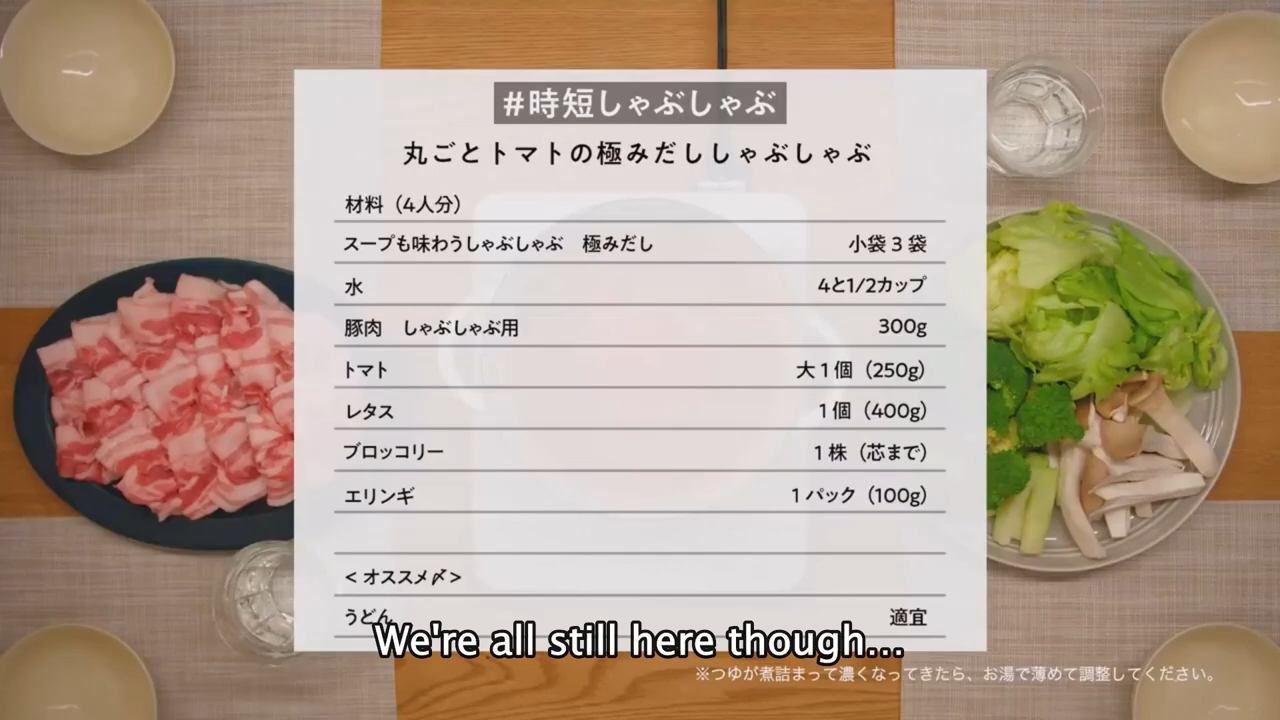 #時短しゃぶしゃぶ
丸ごとトマトの極みだししゃぶしゃぶ
材料（4人分）
スープも味わうしゃぶしゃぶ　極みだし　小袋3袋
水　4と1/2カップ
豚肉　しゃぶしゃぶ用　300g
トマト　大1個（250g）
レタス　1個（400g）
ブロッコリー　1株（芯まで）
エリンギ　1パック（100g）
<オススメ〆>
うどん　適宜
We're all still here though...
※つゆが煮詰まって濃くなってきたら、お湯で薄めて調整してください。